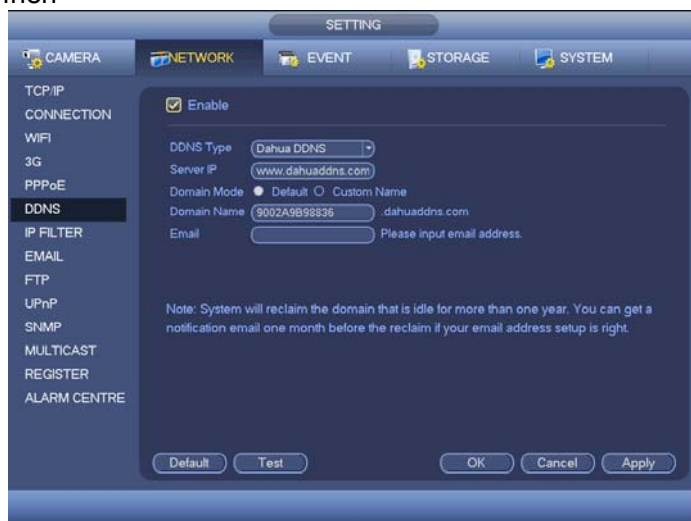 SETTING
CAMERA NETWORK EVENT STORAGE SYSTEM
TCP/IP
CONNECTION
WIFI
3G
PPPoE
DDNS
IP FILTER
EMAIL
FTP
UPnP
SNMP
MULTICAST
REGISTER
ALARM CENTRE
Enable
DDNS Type Dahua DDNS
Server IP www.dahuaddns.com
Domain Mode Default Custom Name
Domain Name 9002A9B98836 .dahuaddns.com
Email Please input email address.
Note: System will reclaim the domain that is idle for more than one year. You can get a
notification email one month before the reclaim if your email address setup is right.
Default Test OK Cancel Apply